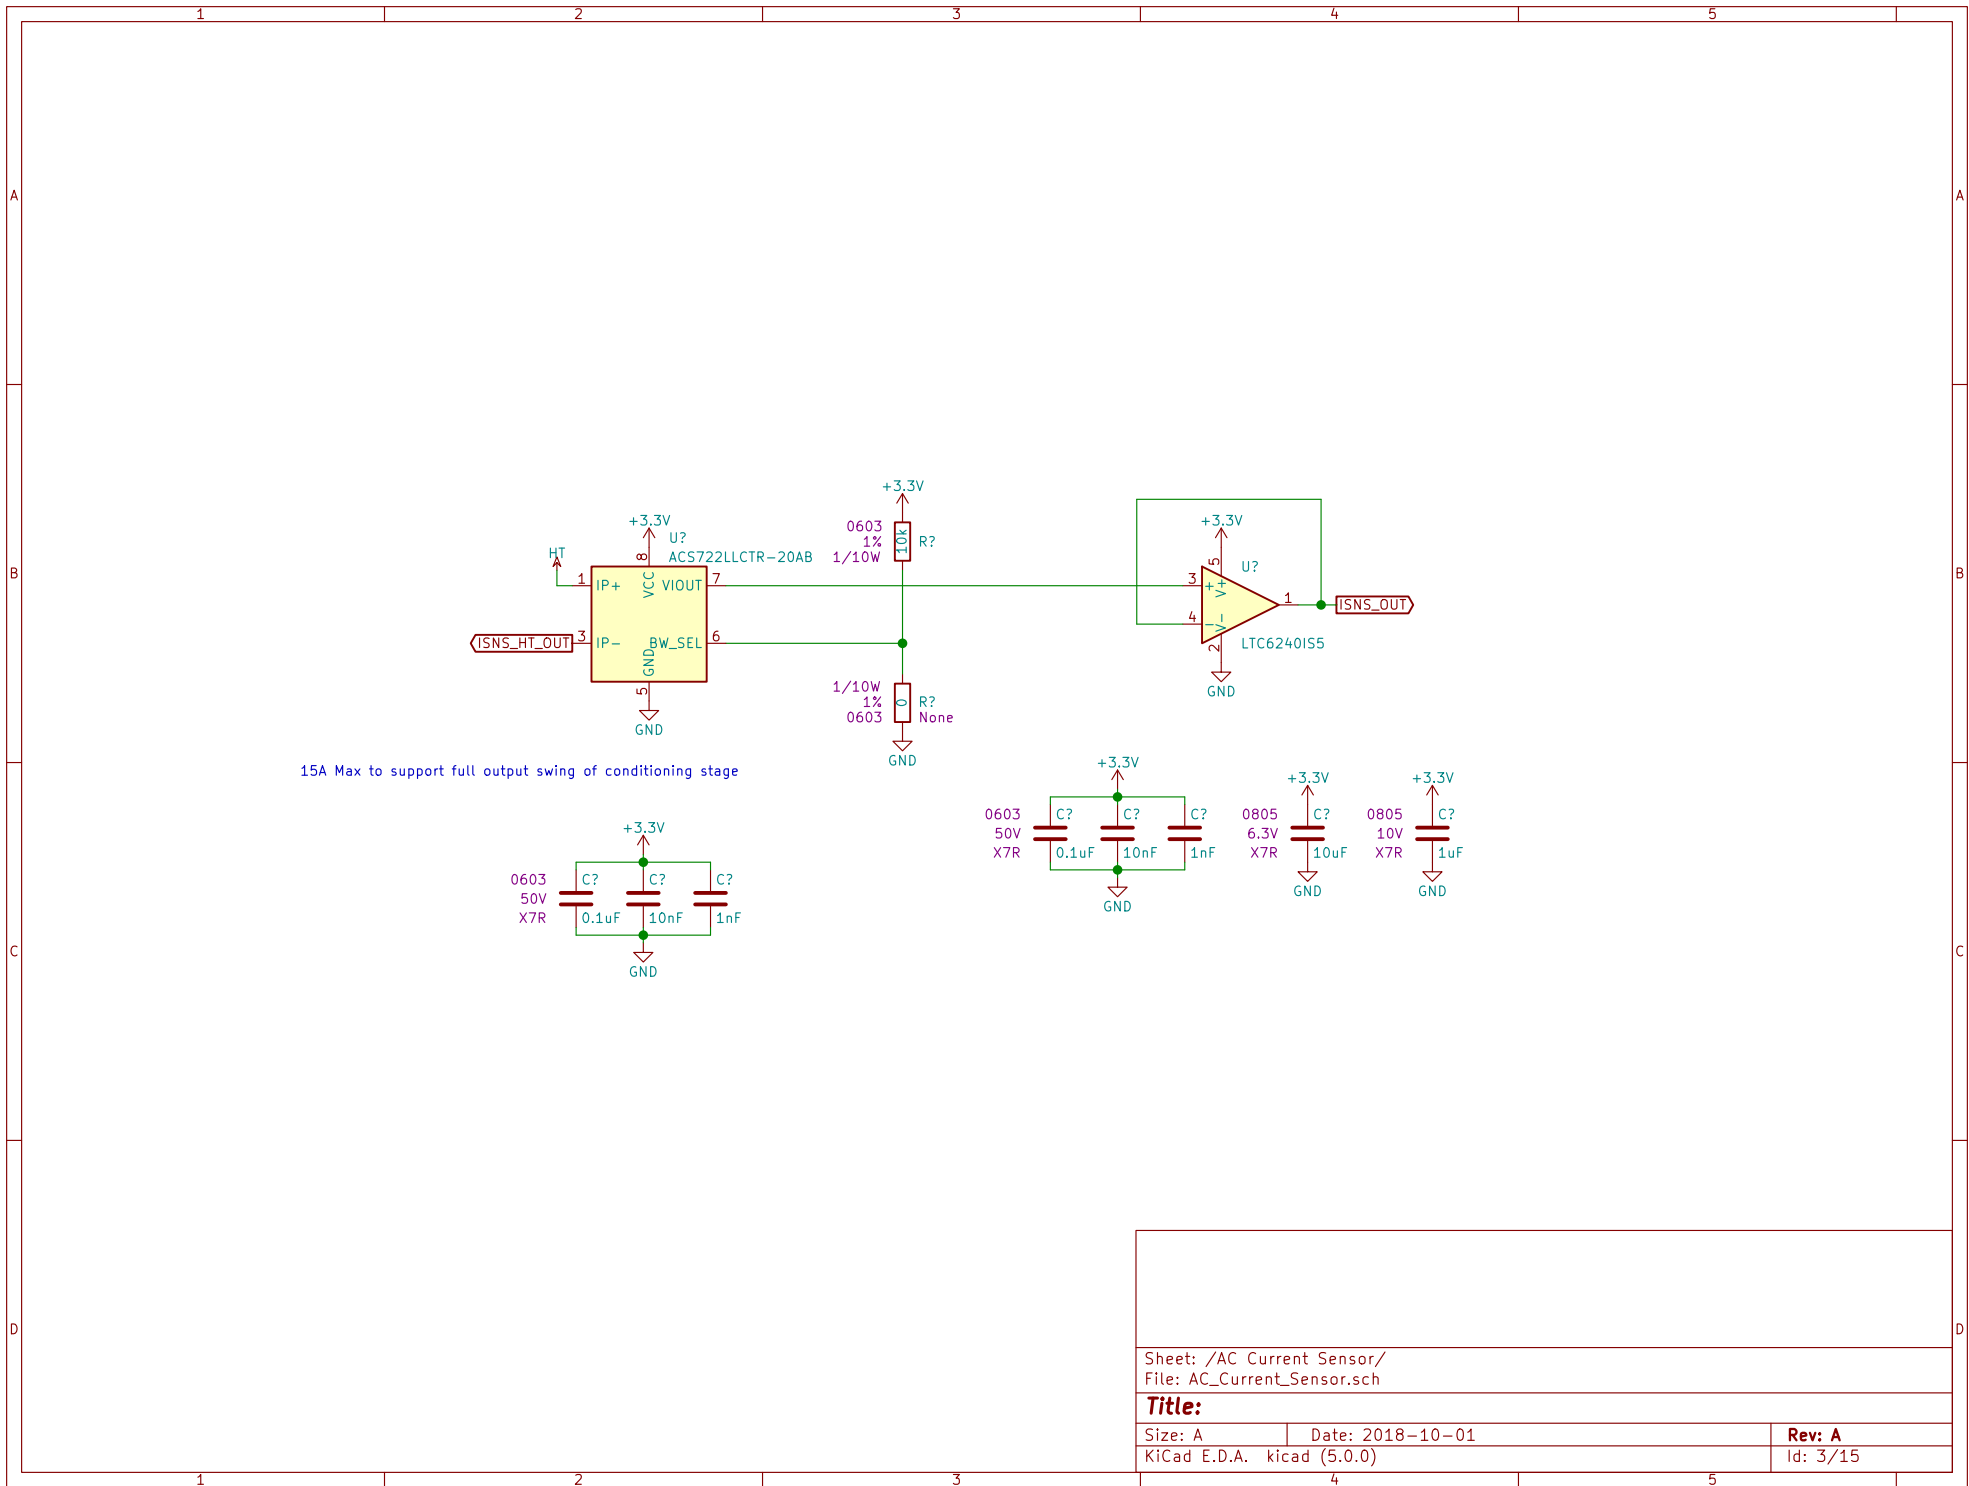 1 2 3 4 5
A A
B B
C C
D D
+3.3V
0603
1%
1/10W
10k
R?
+3.3V
U?
ACS722LLCTR-20AB
HT
8
1 IP+ VCC VIOUT 7
ISNS_HT_OUT 3 IP- BW_SEL 6
GND
5
GND
1/10W
1%
0603
0
R?
None
GND
+3.3V
5
U?
3 + V+
1 ISNS_OUT
4 - V-
2
LTC6240IS5
GND
15A Max to support full output swing of conditioning stage
+3.3V
0603 C? C? C?
50V
X7R 0.1uF 10nF 1nF
GND
+3.3V
0603 C? C? C?
50V
X7R 0.1uF 10nF 1nF
GND
+3.3V
0805 C?
6.3V
X7R 10uF
GND
+3.3V
0805 C?
10V
X7R 1uF
GND
Sheet: /AC Current Sensor/
File: AC_Current_Sensor.sch
Title:
Size: A Date: 2018-10-01 Rev: A
KiCad E.D.A. kicad (5.0.0) Id: 3/15
1 2 3 4 5